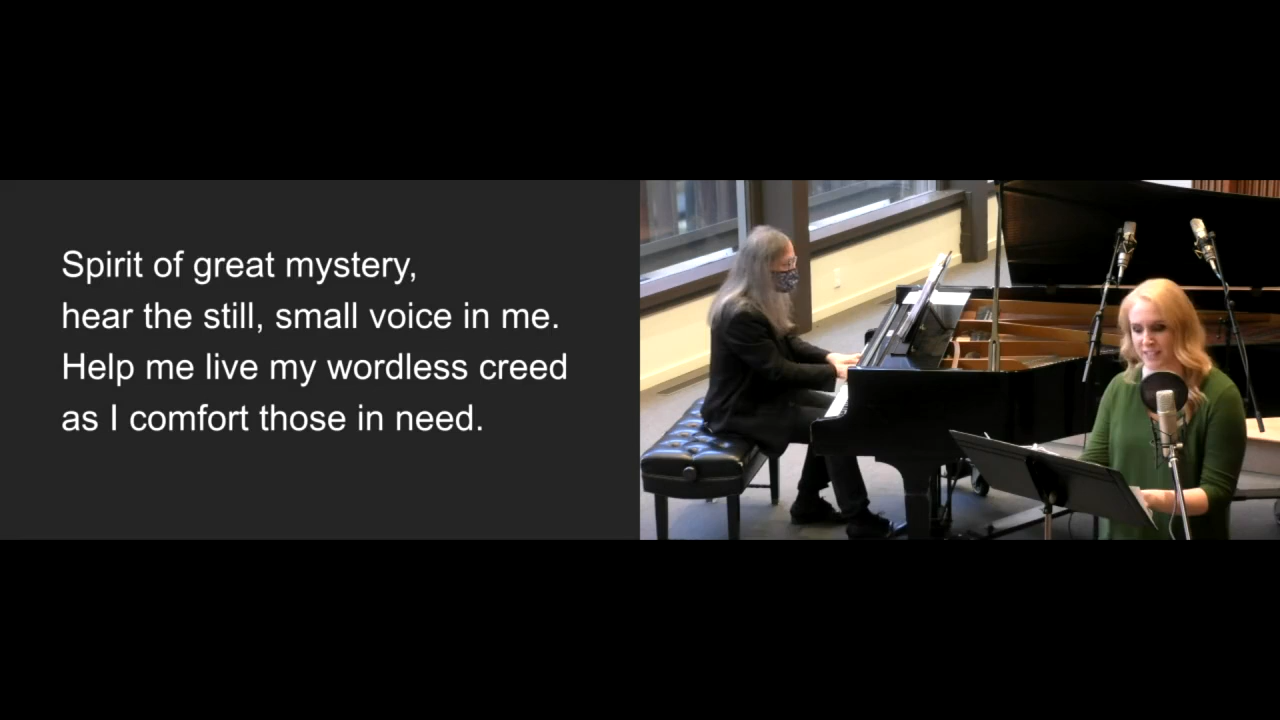 Spirit of great mystery,
hear the still, small voice in me.
Help me live my wordless creed
as I comfort those in need.